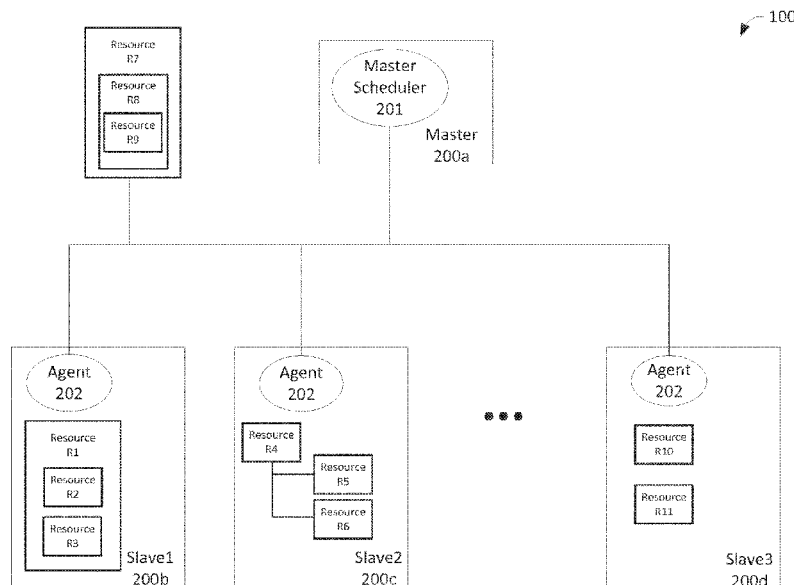 100
Resource
R7
Resource
R8
Resource
R9
Master
Scheduler
201
Master
200a
Agent
202
Resource
R1
Resource
R2
Resource
R3
Slave1
200b
Agent
202
Resource
R4
Resource
R5
Resource
R6
Slave2
200c
Agent
202
Resource
R10
Resource
R11
Slave3
200d